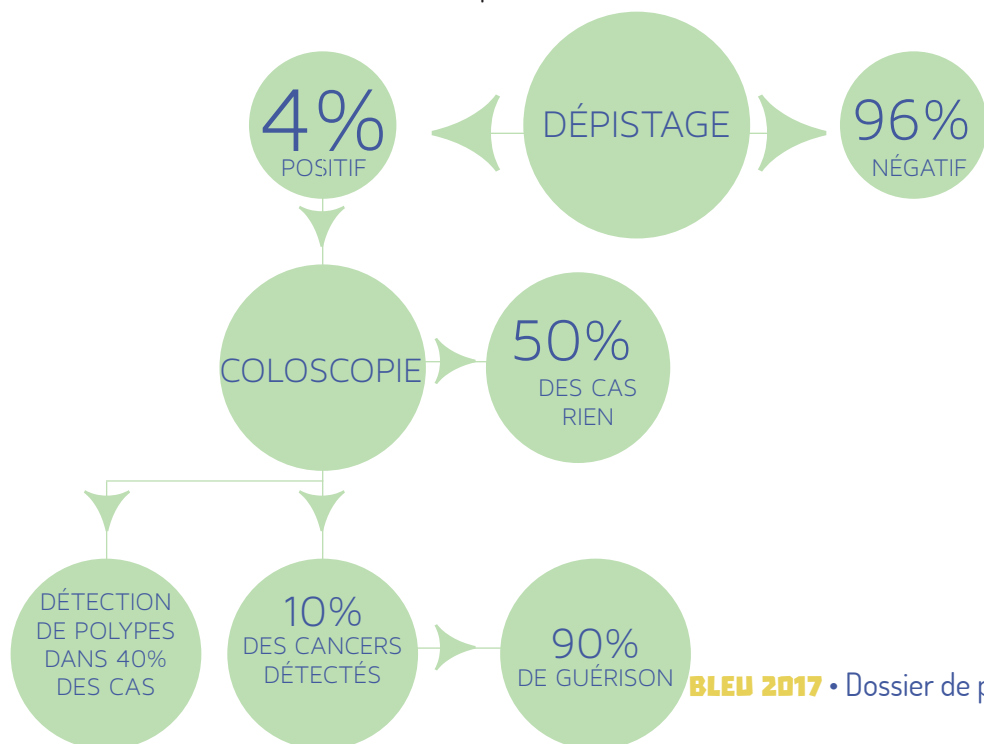 4%
POSITIF
DÉPISTAGE
96%
NÉGATIF
COLOSCOPIE
50%
DES CAS
RIEN
DÉTECTION
DE POLYPES
DANS 40%
DES CAS
10%
DES CANCERS
DÉTECTÉS
90%
DE GUÉRISON
BLEU 2017 • Dossier de